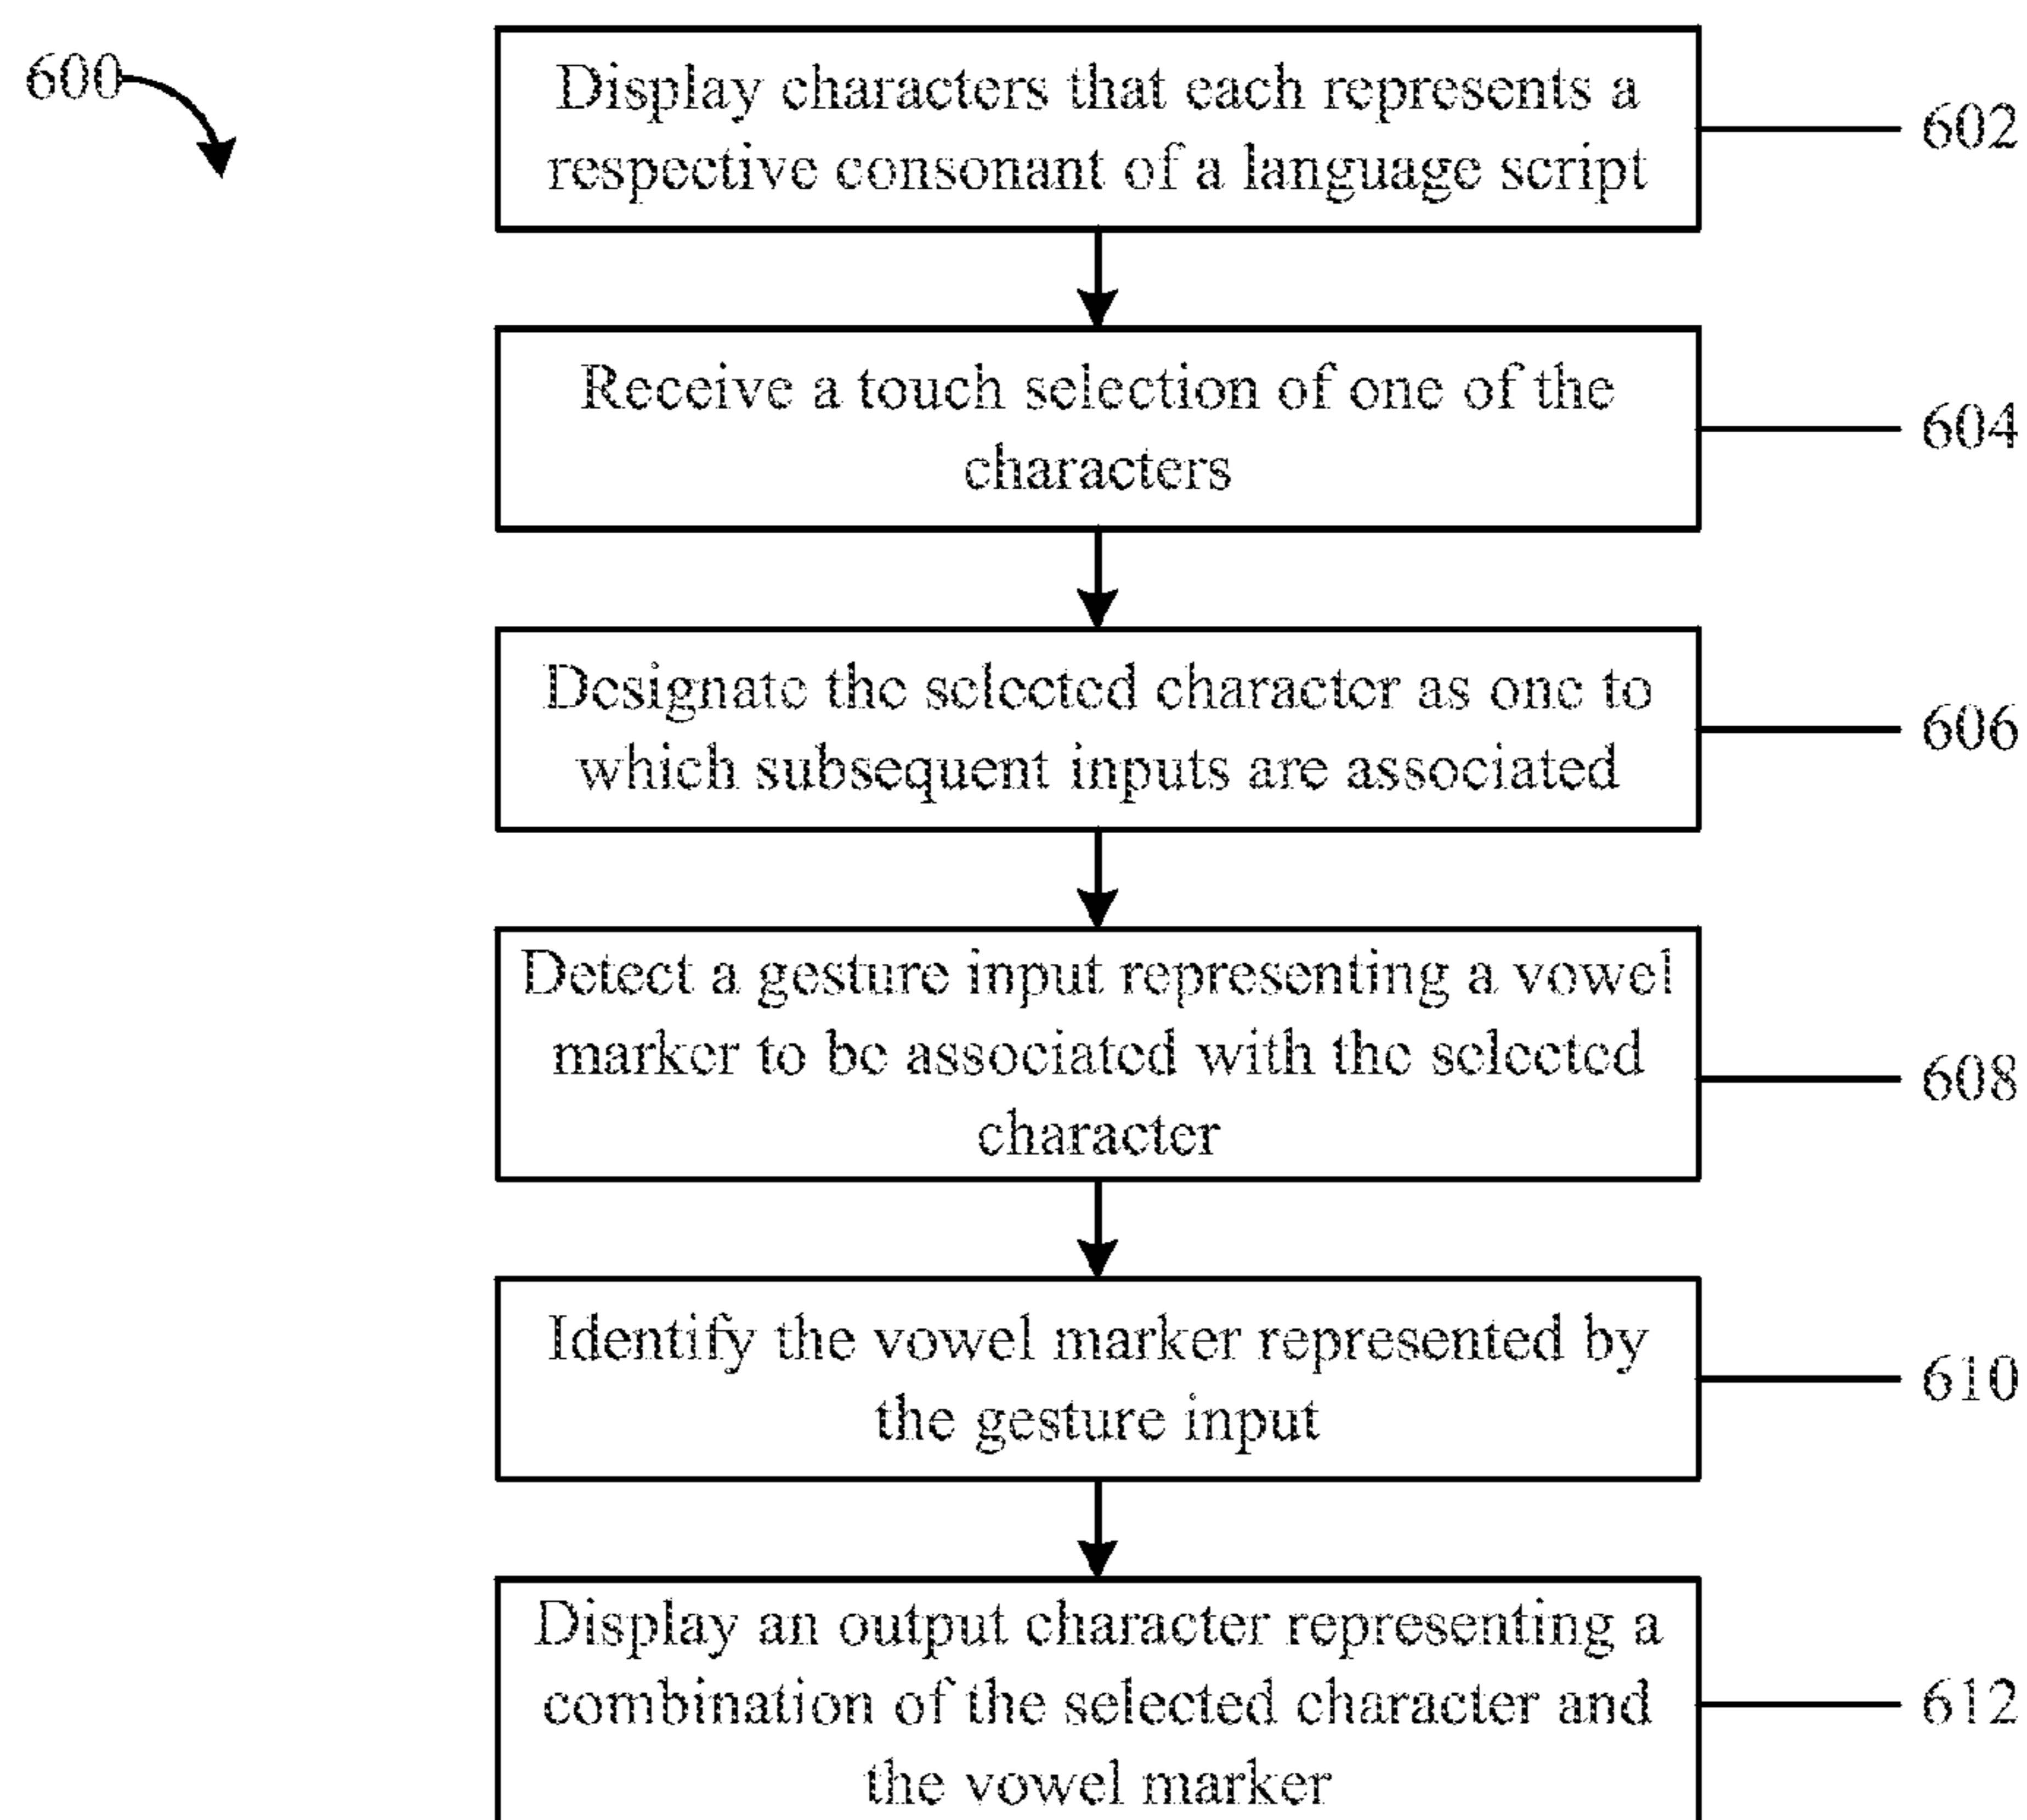 600
Display characters that each represents a
respective consonant of a language script
602
Receive a touch selection of one of the
characters
604
Designate the selected character as one to
which subsequent inputs are associated
606
Detect a gesture input representing a vowel
marker to be associated with the selected
character
608
Identify the vowel marker represented by
the gesture input
610
Display an output character representing a
combination of the selected character and
the vowel marker
612